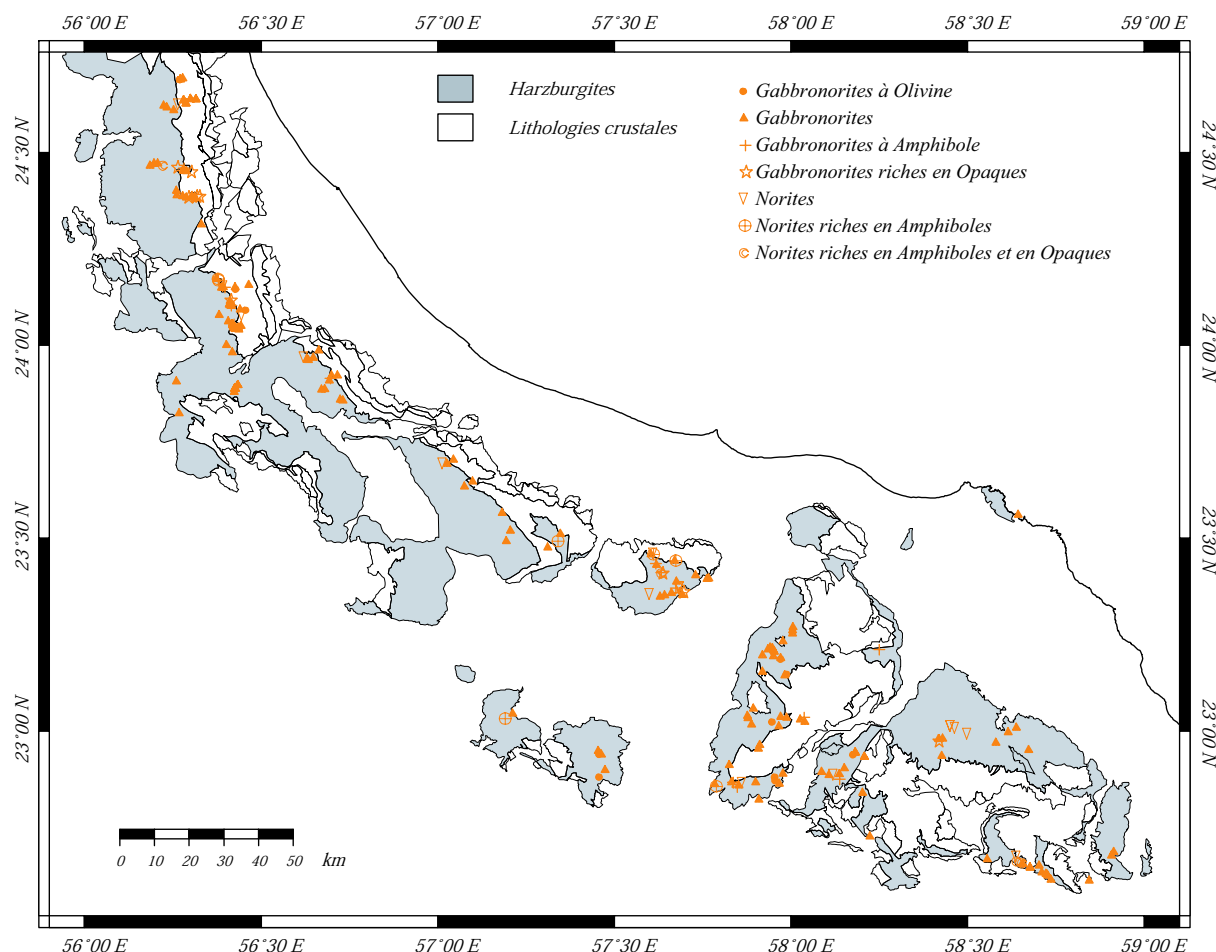 56˚00' E 56˚30' E 57˚00' E 57˚30' E 58˚00' E 58˚30' E 59˚00' E
Harzburgites
Lithologies crustales
Gabbronorites à Olivine
Gabbronorites
Gabbronorites à Amphibole
Gabbronorites riches en Opaques
Norites
Norites riches en Amphiboles
Norites riches en Amphiboles et en Opaques
24˚30' N 24˚30' N
24˚00' N 24˚00' N
23˚30' N 23˚30' N
23˚00' N 23˚00' N
0 10 20 30 40 50 km
56˚00' E 56˚30' E 57˚00' E 57˚30' E 58˚00' E 58˚30' E 59˚00' E